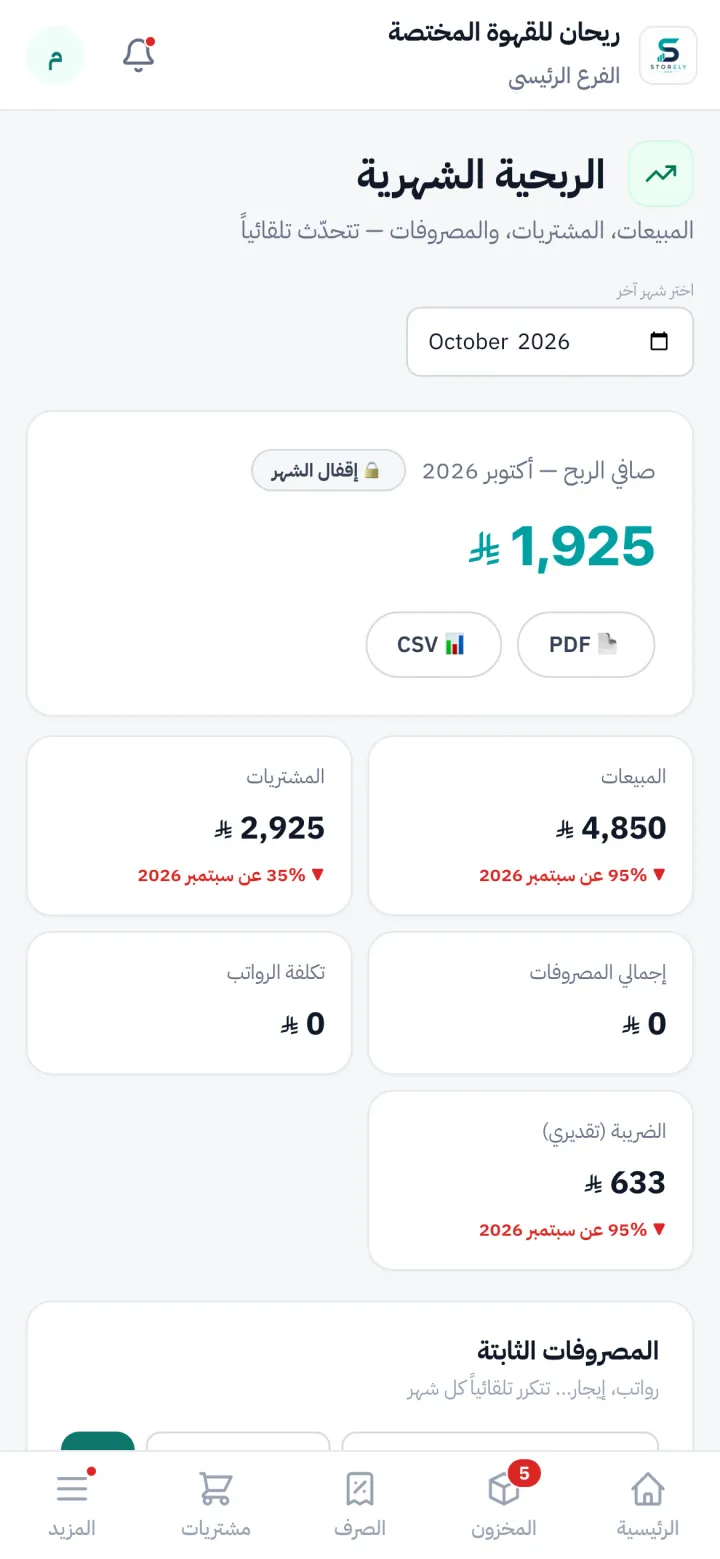 ريحان للقهوة المختصة
الفرع الرئيسى
STORELY
م
الربحية الشهرية
المبيعات، المشتريات، والمصروفات — تتحدّث تلقائياً
اختر شهر آخر
October 2026
صافي الربح — أكتوبر 2026
🔒 إقفال الشهر
1,925
PDF
CSV
المبيعات
4,850
▼ 95% عن سبتمبر 2026
المشتريات
2,925
▼ 35% عن سبتمبر 2026
إجمالي المصروفات
0
تكلفة الرواتب
0
الضريبة (تقديري)
633
▼ 95% عن سبتمبر 2026
المصروفات الثابتة
رواتب، إيجار... تتكرر تلقائياً كل شهر
الرئيسية
5
المخزون
الصرف
مشتريات
المزيد